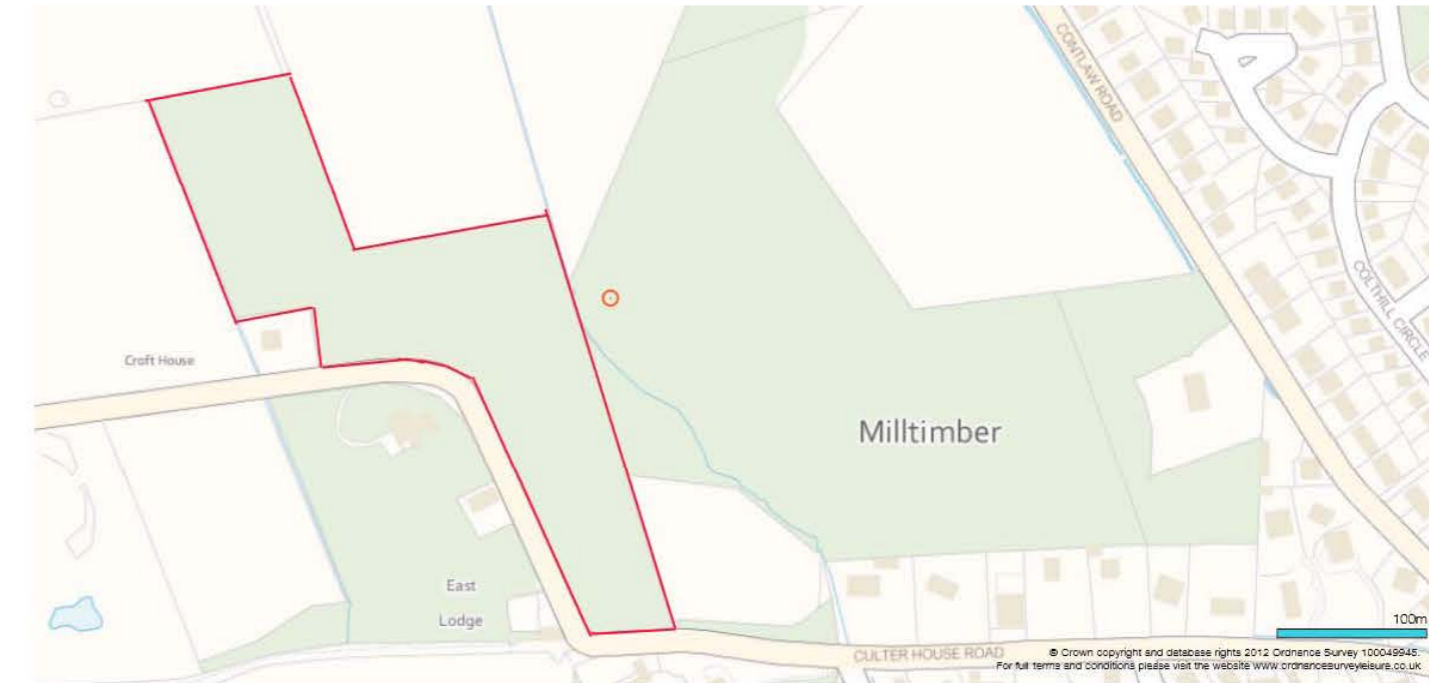 CONTLAW ROAD
COLTHILL CIRCLE
Croft House
Milltimber
East
Lodge
100m
CULTER HOUSE ROAD
© Crown copyright and database rights 2012 Ordnance Survey 100049945.
For full terms and conditions please visit the website www.ordnancesurveyleisure.co.uk